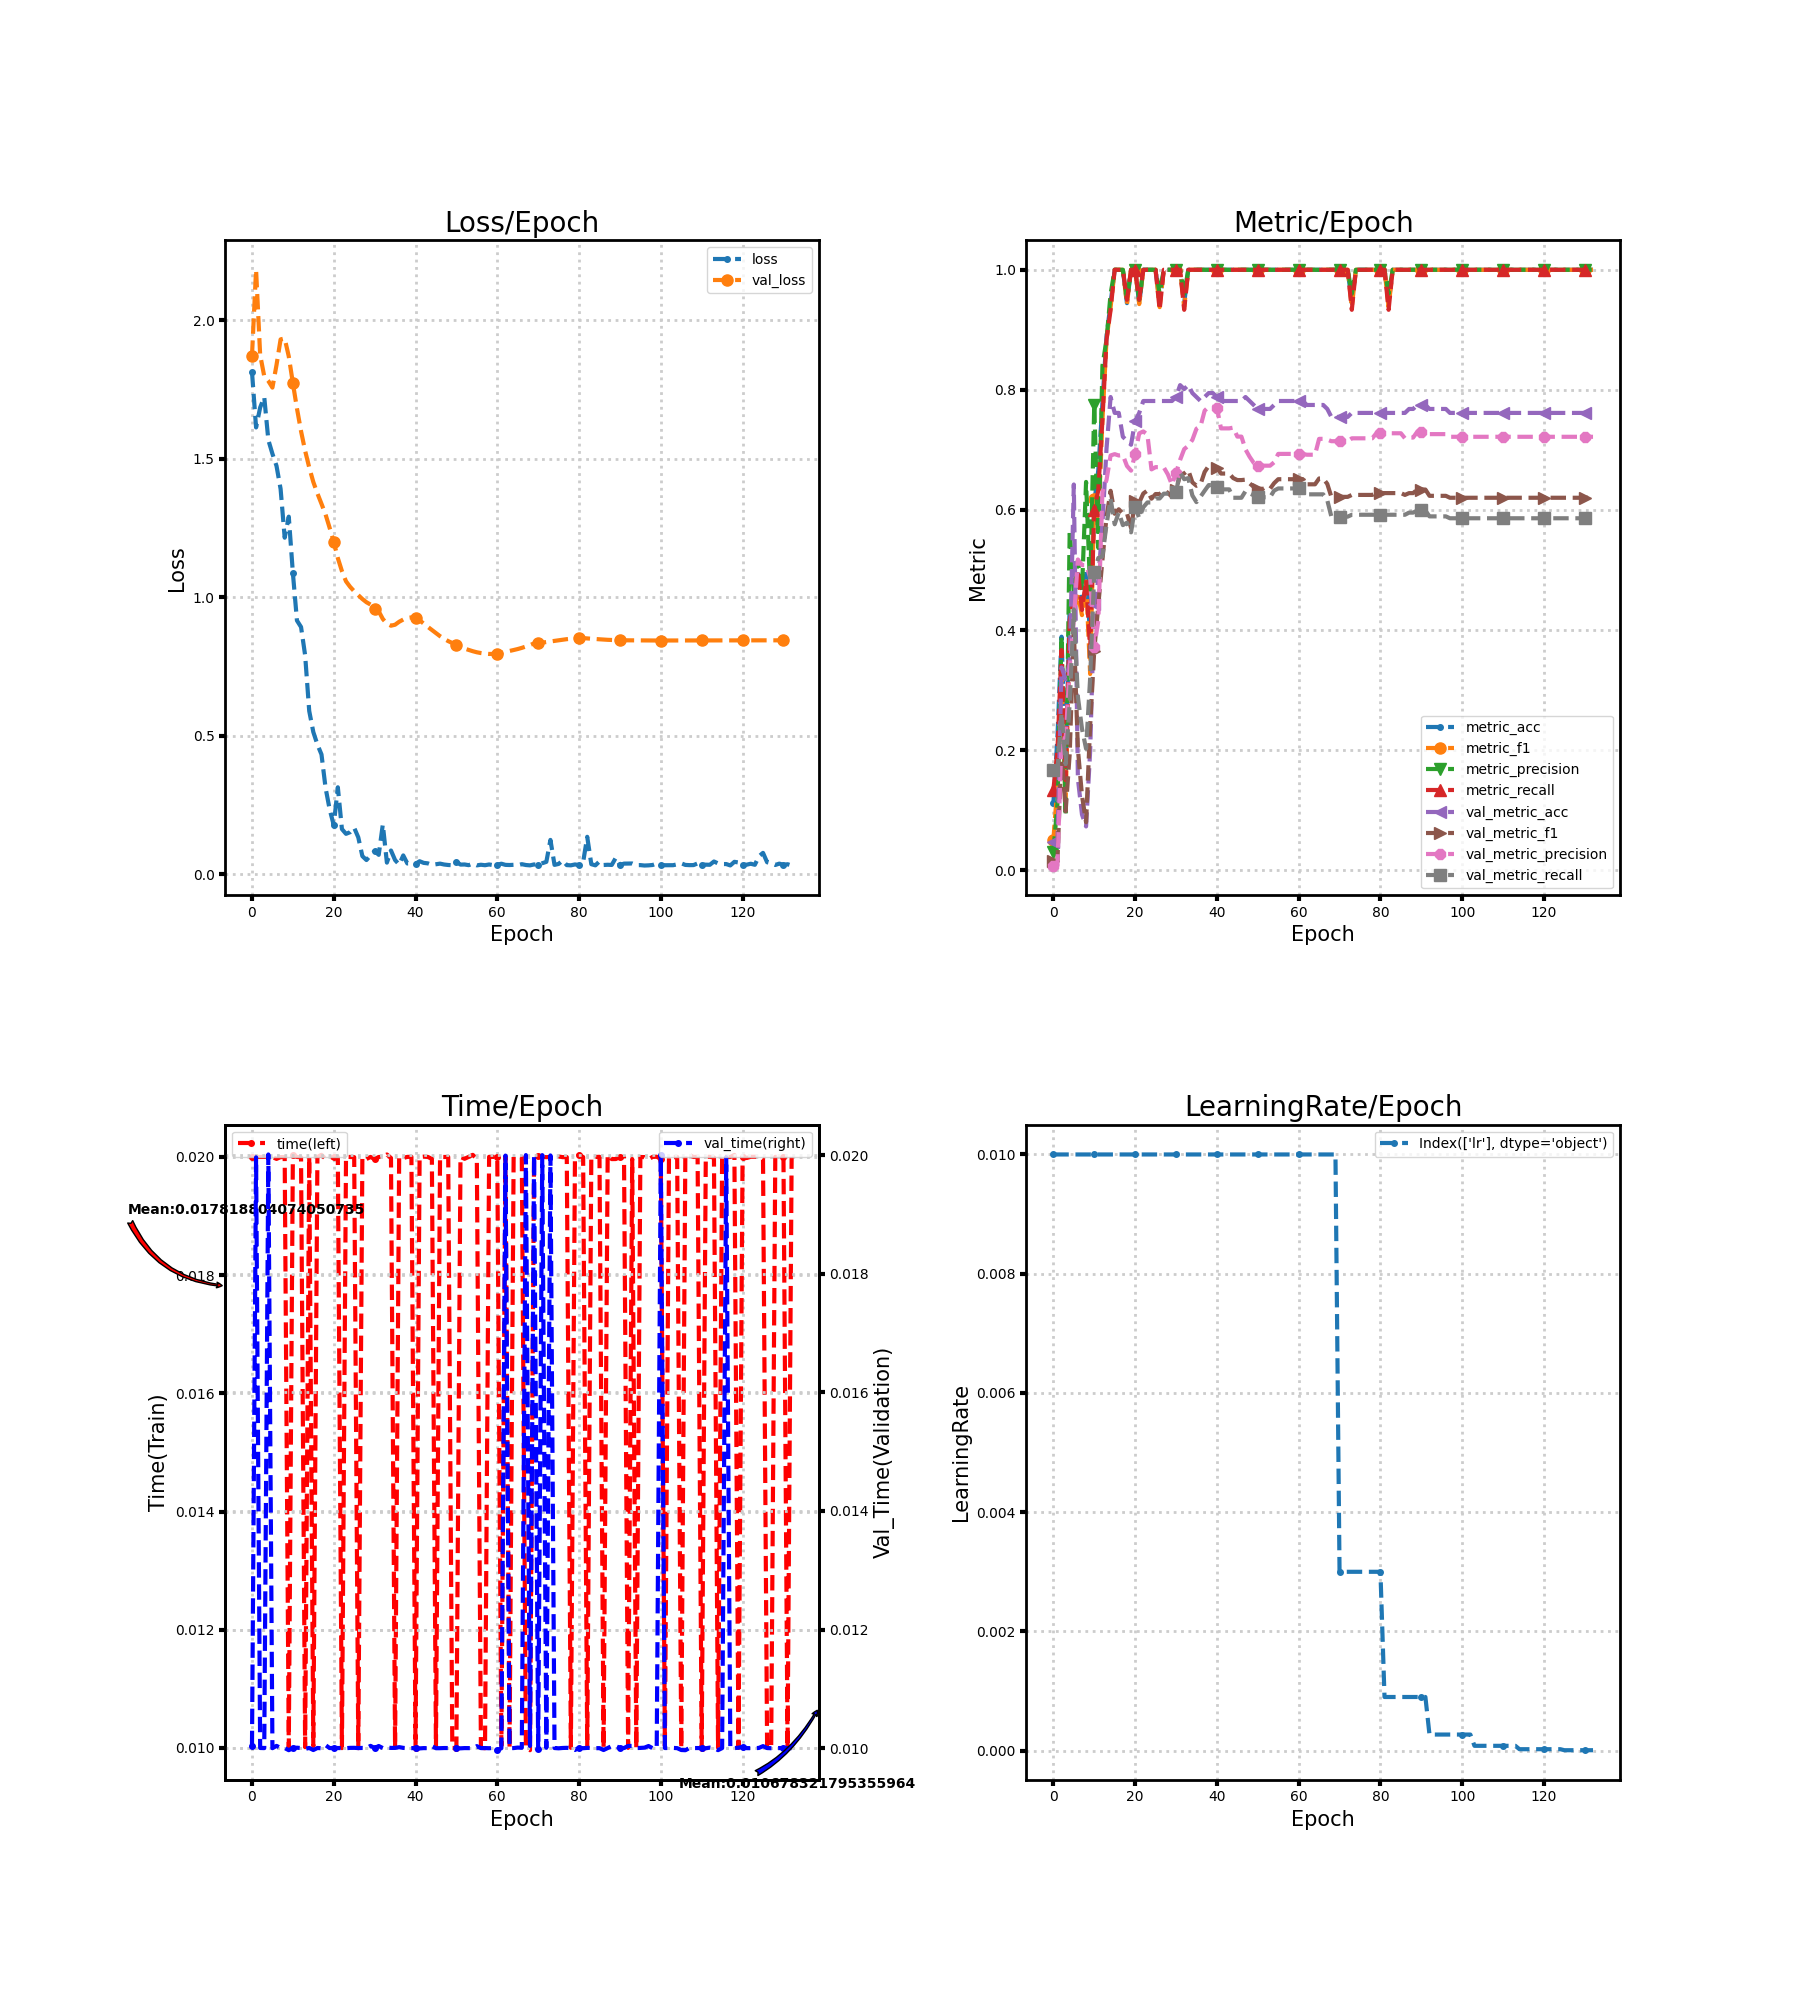 Loss/Epoch
loss
val_loss
2.0
1.5
1.0
0.5
0.0
Loss
0 20 40 60 80 100 120
Epoch
Metric/Epoch
1.0
0.8
0.6
0.4
0.2
0.0
Metric
metric_acc
metric_f1
metric_precision
metric_recall
val_metric_acc
val_metric_f1
val_metric_precision
val_metric_recall
0 20 40 60 80 100 120
Epoch
Time/Epoch
time(left)
val_time(right)
0.020
0.018
0.016
0.014
0.012
0.010
Time(Train)
Mean:0.017818804074050735
0.020
0.018
0.016
0.014
0.012
0.010
Val_Time(Validation)
Mean:0.010678321795355964
0 20 40 60 80 100 120
Epoch
LearningRate/Epoch
Index(['lr'], dtype='object')
0.010
0.008
0.006
0.004
0.002
0.000
LearningRate
0 20 40 60 80 100 120
Epoch